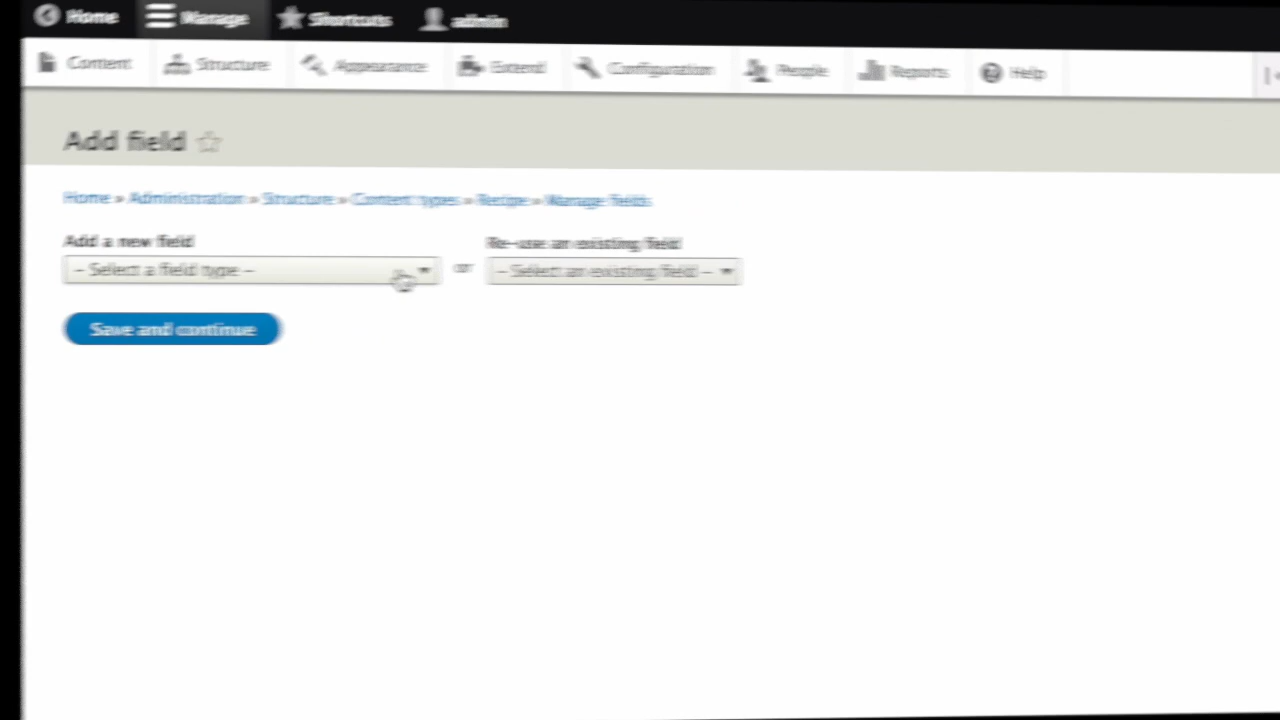 Home Manage Shortcuts admin
Content Structure Appearance Extend Configuration People Reports Help
Add field
Home » Administration » Structure » Content types » Recipe » Manage fields
Add a new field Re-use an existing field
– Select a field type – or – Select an existing field –
Save and continue